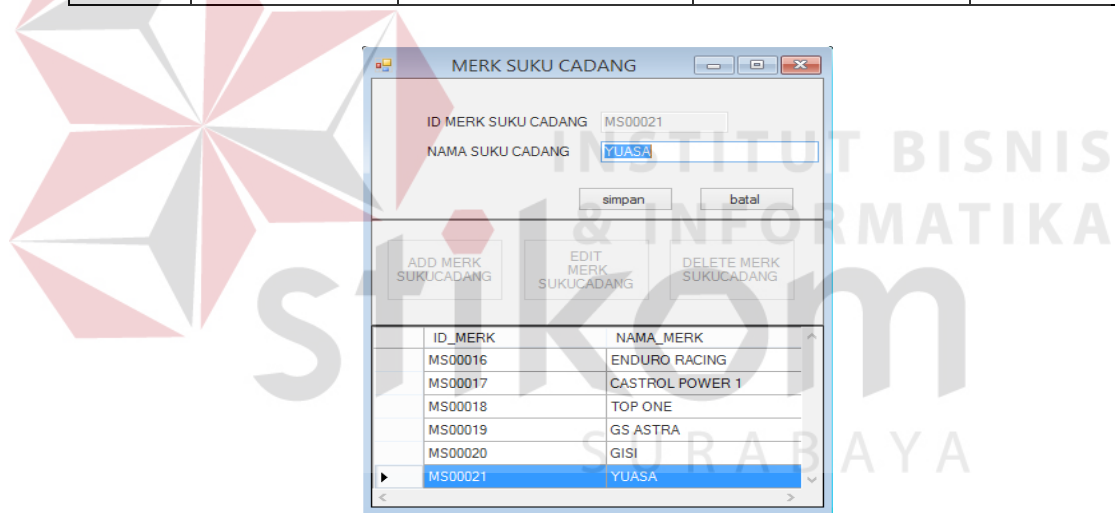 MERK SUKU CADANG
ID MERK SUKU CADANG MS00021
NAMA SUKU CADANG YUASA
simpan batal
ADD MERK SUKUCADANG
EDIT MERK SUKUCADANG
DELETE MERK SUKUCADANG
ID_MERK NAMA_MERK
MS00016 ENDURO RACING
MS00017 CASTROL POWER 1
MS00018 TOP ONE
MS00019 GS ASTRA
MS00020 GISI
MS00021 YUASA
INSTITUT BISNIS
& INFORMATIKA
stikom
SURABAYA